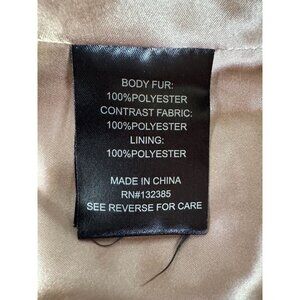 BODY FUR:
100%POLYESTER
CONTRAST FABRIC:
100%POLYESTER
LINING:
100%POLYESTER
MADE IN CHINA
RN#132385
SEE REVERSE FOR CARE